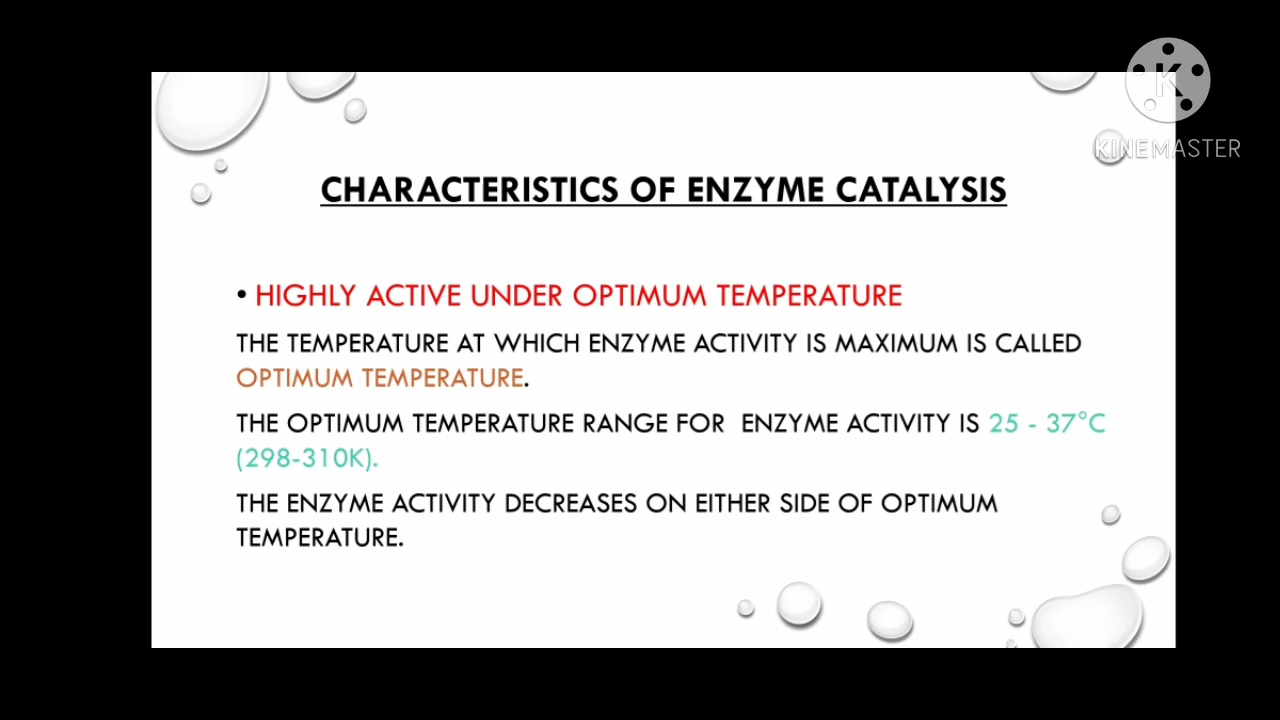 K
KINEMASTER
CHARACTERISTICS OF ENZYME CATALYSIS
• HIGHLY ACTIVE UNDER OPTIMUM TEMPERATURE
THE TEMPERATURE AT WHICH ENZYME ACTIVITY IS MAXIMUM IS CALLED
OPTIMUM TEMPERATURE.
THE OPTIMUM TEMPERATURE RANGE FOR ENZYME ACTIVITY IS 25 - 37°C
(298-310K).
THE ENZYME ACTIVITY DECREASES ON EITHER SIDE OF OPTIMUM
TEMPERATURE.